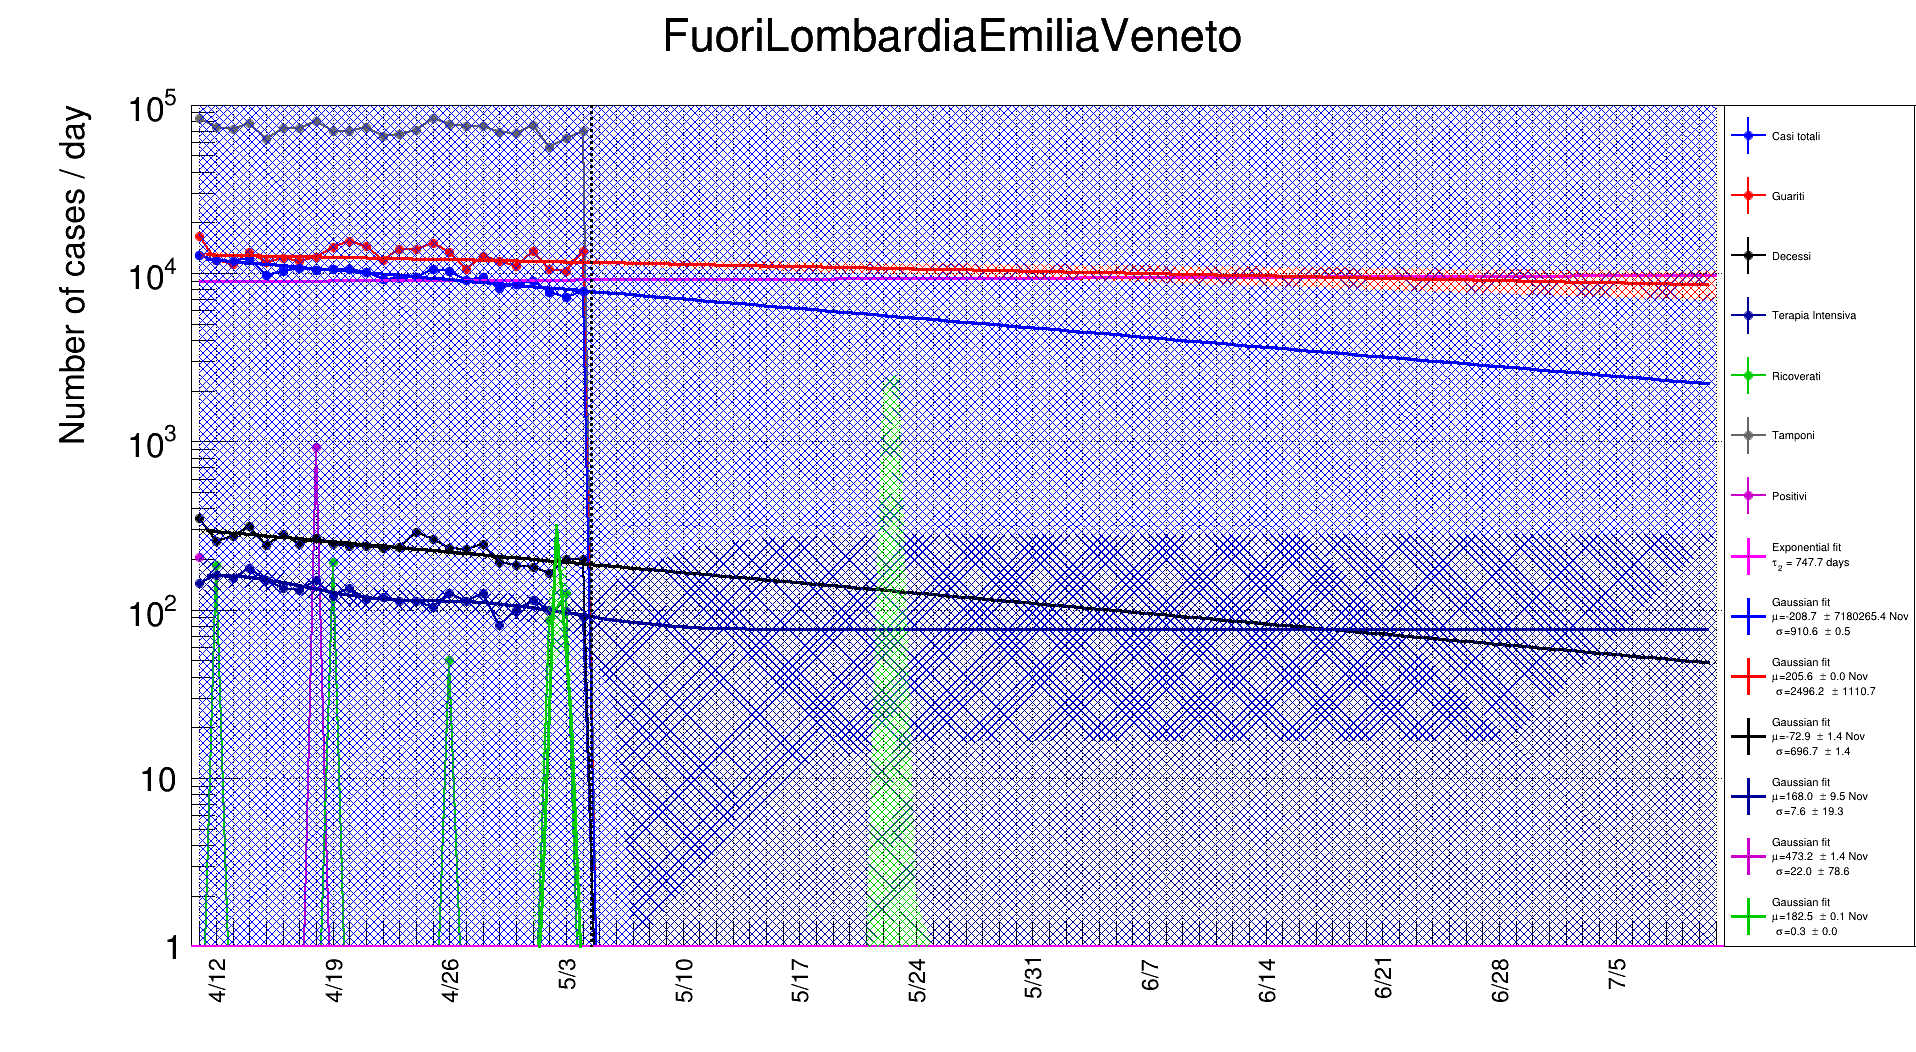 FuoriLombardiaEmiliaVeneto
Number of cases / day
10^5
10^4
10^3
10^2
10
1
4/12
4/19
4/26
5/3
5/10
5/17
5/24
5/31
6/7
6/14
6/21
6/28
7/5
Casi totali
Guariti
Decessi
Terapia Intensiva
Ricoverati
Tamponi
Positivi
Exponential fit
τ₂ = 747.7 days
Gaussian fit
μ=-208.7 ± 7180265.4 Nov
σ=910.6 ± 0.5
Gaussian fit
μ=205.6 ± 0.0 Nov
σ=2496.2 ± 1110.7
Gaussian fit
μ=-72.9 ± 1.4 Nov
σ=696.7 ± 1.4
Gaussian fit
μ=168.0 ± 9.5 Nov
σ=7.6 ± 19.3
Gaussian fit
μ=473.2 ± 1.4 Nov
σ=22.0 ± 78.6
Gaussian fit
μ=182.5 ± 0.1 Nov
σ=0.3 ± 0.0